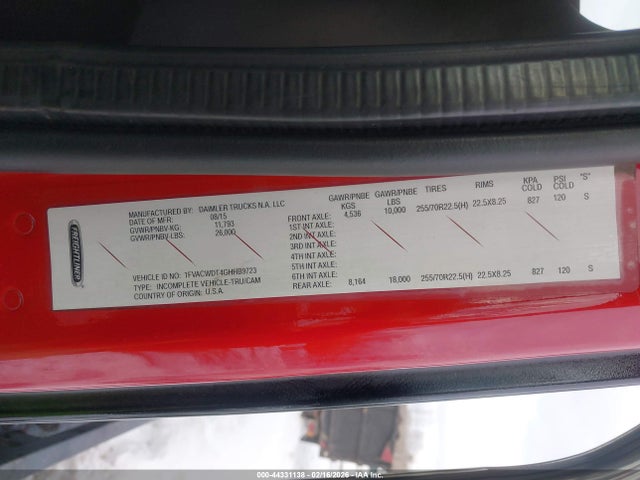 FREIGHTLINER
MANUFACTURED BY: DAIMLER TRUCKS N.A. LLC
DATE OF MFR: 08/15
GVWR/PNBV-KG: 11,793
GVWR/PNBV-LBS: 26,000
VEHICLE ID NO.: 1FVACWDT4GHHB9723
TYPE: INCOMPLETE VEHICLE-TRU/CAM
COUNTRY OF ORIGIN: U.S.A.
GAWR/PNBE KGS GAWR/PNBE LBS TIRES RIMS KPA COLD PSI COLD "S"
FRONT AXLE: 4,536 10,000 255/70R22.5(H) 22.5X8.25 827 120 S
1ST INT AXLE:
2ND INT AXLE:
3RD INT AXLE:
4TH INT AXLE:
5TH INT AXLE:
6TH INT AXLE:
REAR AXLE: 8,164 18,000 255/70R22.5(H) 22.5X8.25 827 120 S
000-44331138 - 02/16/2026 - IAA Inc.